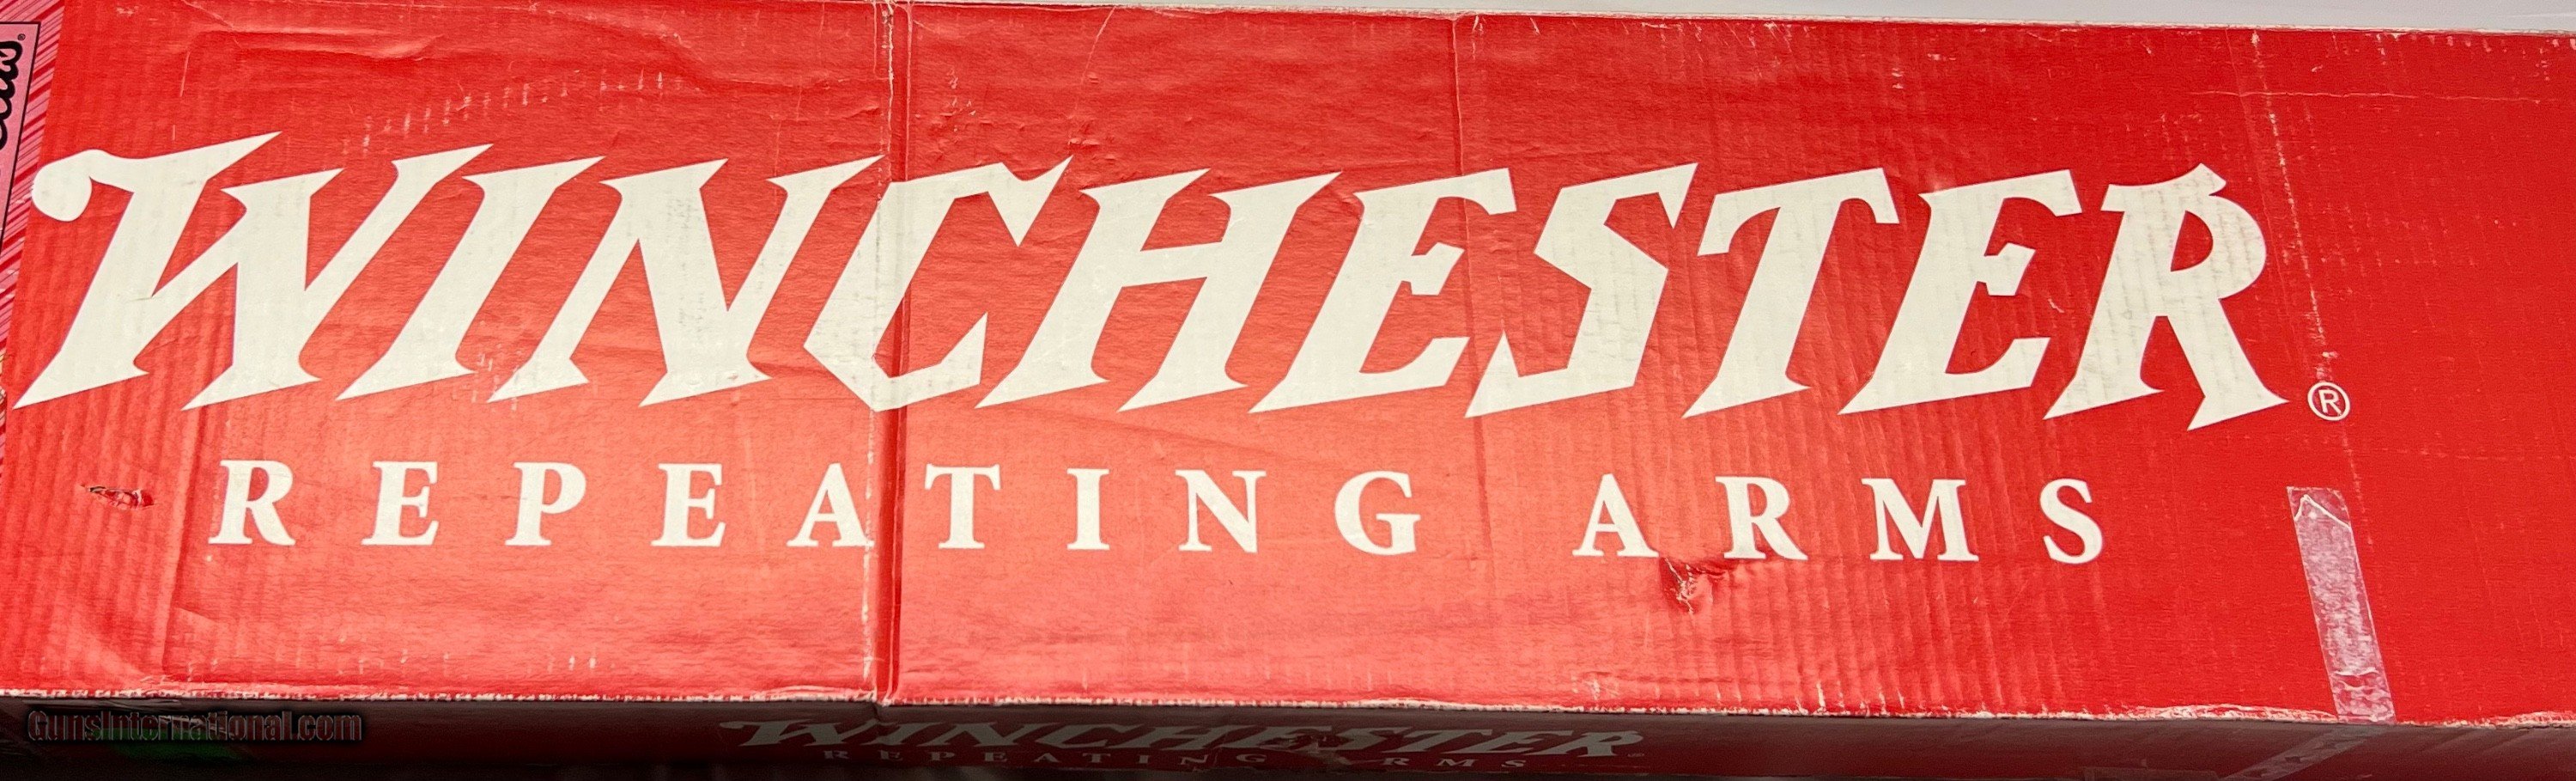 WINCHESTER®
REPEATING ARMS
GunsInternational.com
WINCHESTER
REPEATING ARMS